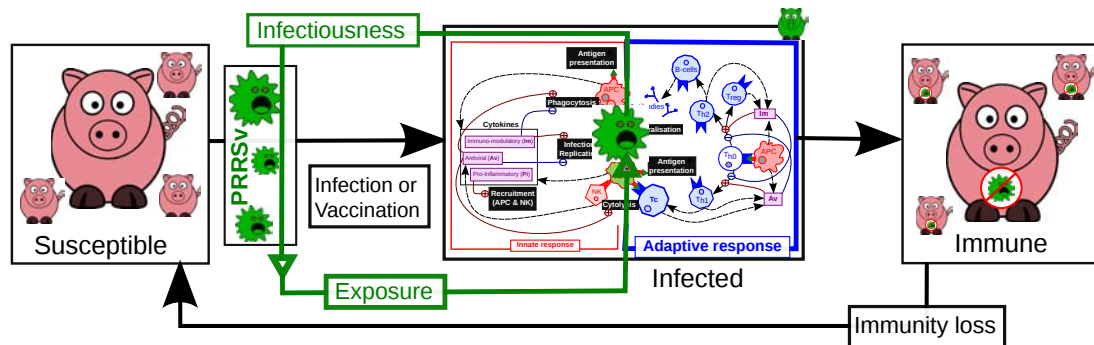 Infectiousness
PRRSv
Susceptible
Infection or
Vaccination
Exposure
Antigen
presentation
APC
Phagocytosis
Cytokines
Immuno-modulatory (Im)
Antiviral (Av)
Pro-Inflammatory (Pi)
Infection
Replication
Recruitment
(APC & NK)
NK
Cytolysis
Innate response
B-cells
Th2
Treg
Im
Th0
APC
Antigen
presentation
Tc
Th1
Av
Adaptive response
Infected
Immune
Immunity loss